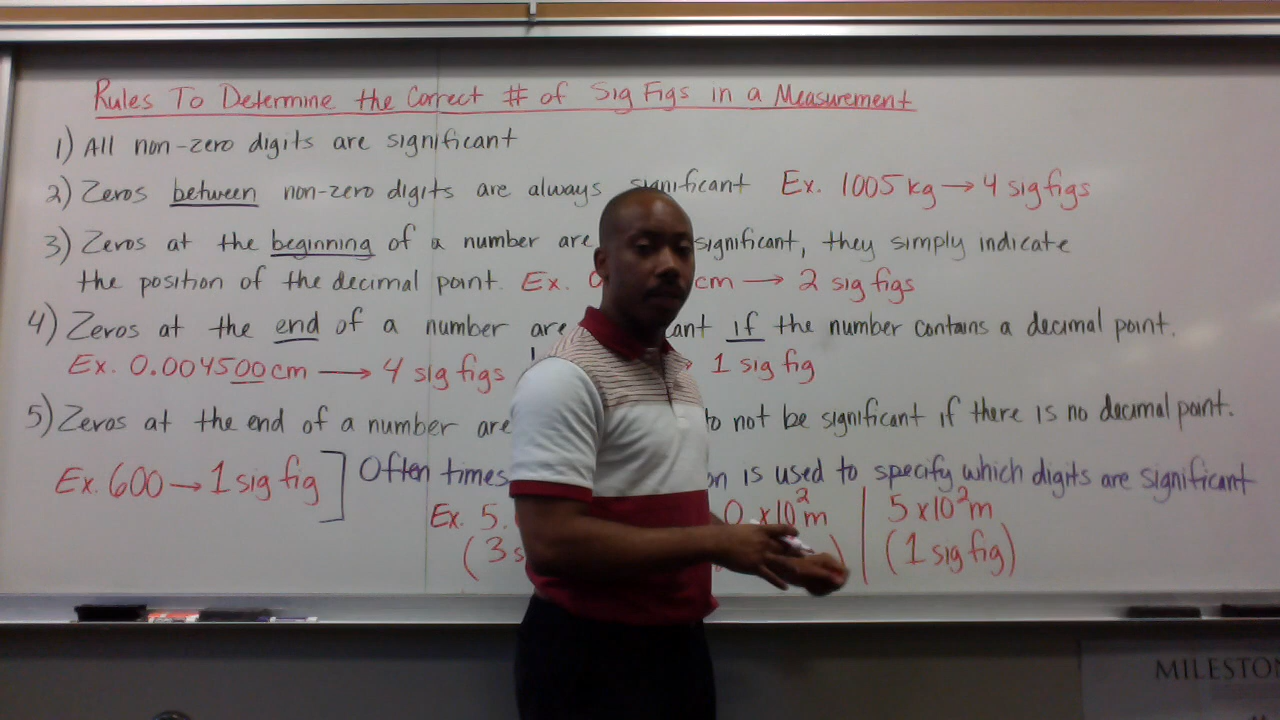 Rules To Determine the Correct # of Sig Figs in a Measurement
1) All non-zero digits are significant
2) Zeros between non-zero digits are always significant Ex. 1005 kg → 4 sig figs
3) Zeros at the beginning of a number are significant, they simply indicate
the position of the decimal point. Ex. cm → 2 sig figs
4) Zeros at the end of a number are if the number contains a decimal point.
Ex. 0.004500 cm → 4 sig figs 1 sig fig
5) Zeros at the end of a number are not be significant if there is no decimal point.
Ex. 600 → 1 sig fig ] Often times is used to specify which digits are significant
Ex. 5. 0 x10² m | 5 x10² m
(3 ) | (1 sig fig)